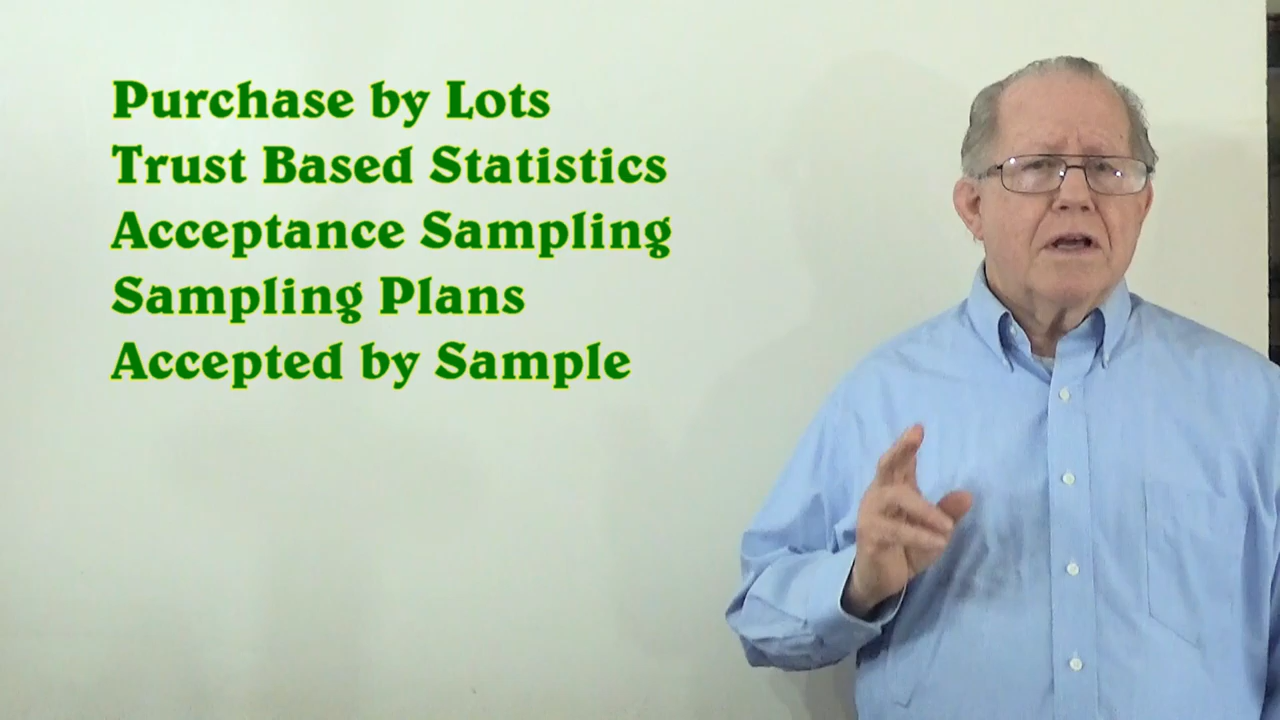 Purchase by Lots
Trust Based Statistics
Acceptance Sampling
Sampling Plans
Accepted by Sample